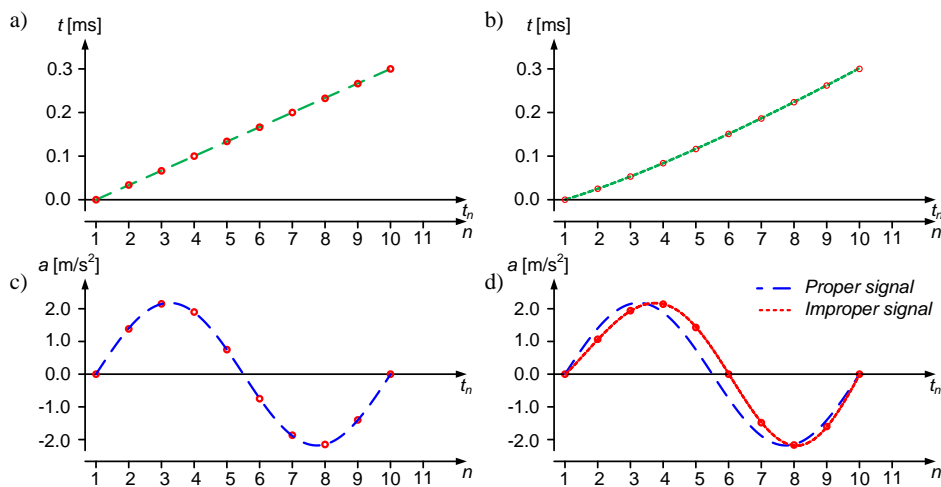 a)
t [ms]
0.3
0.2
0.1
0.0
tn
1 2 3 4 5 6 7 8 9 10 11
n
b)
t [ms]
0.3
0.2
0.1
0.0
tn
1 2 3 4 5 6 7 8 9 10 11
n
c)
a [m/s²]
2.0
1.0
0.0
-1.0
-2.0
tn
1 2 3 4 5 6 7 8 9 10 11
n
d)
a [m/s²]
Proper signal
Improper signal
2.0
1.0
0.0
-1.0
-2.0
tn
1 2 3 4 5 6 7 8 9 10 11
n